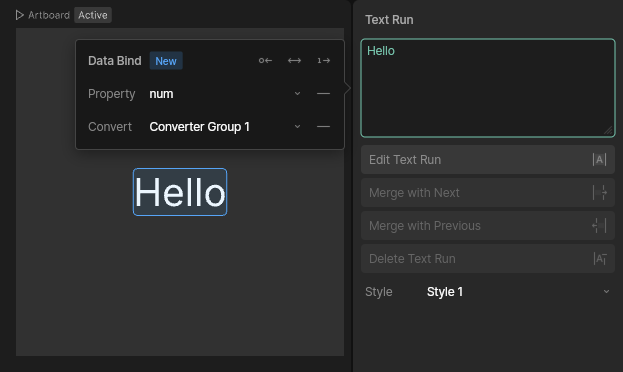 Artboard Active
Text Run
Data Bind New
Hello
Property num
Convert Converter Group 1
Hello
Edit Text Run
Merge with Next
Merge with Previous
Delete Text Run
Style Style 1